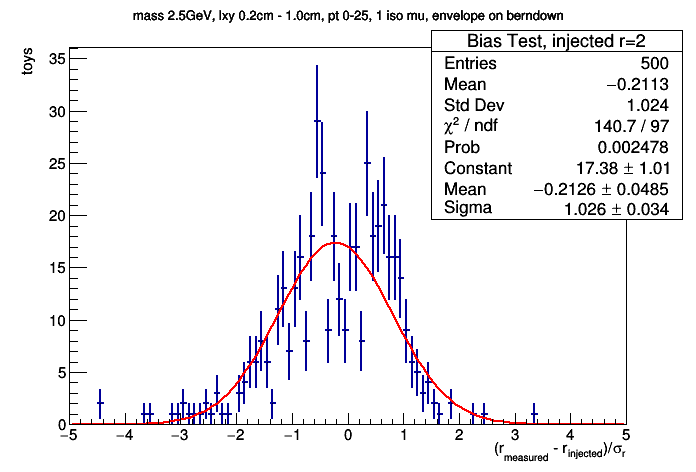 mass 2.5GeV, lxy 0.2cm - 1.0cm, pt 0-25, 1 iso mu, envelope on berndown
Bias Test, injected r=2
Entries 500
Mean −0.2113
Std Dev 1.024
χ² / ndf 140.7 / 97
Prob 0.002478
Constant 17.38 ± 1.01
Mean −0.2126 ± 0.0485
Sigma 1.026 ± 0.034
toys
35
30
25
20
15
10
5
0
−5 −4 −3 −2 −1 0 1 2 3 4 5
(r_measured - r_injected)/σ_r